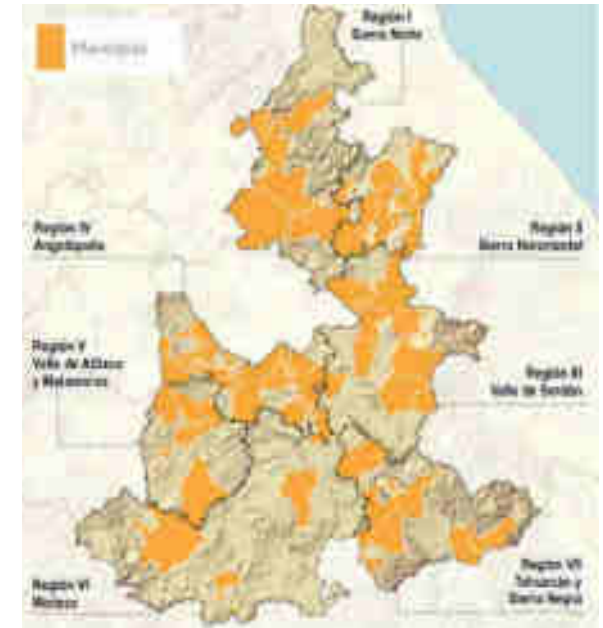 Municipios
Región I
Sierra Norte
Región IV
Angelópolis
Región II
Sierra Nororiental
Región V
Valle de Atlixco
y Matamoros
Región III
Valle de Serdán
Región VI
Mixteca
Región VII
Tehuacán y
Sierra Negra